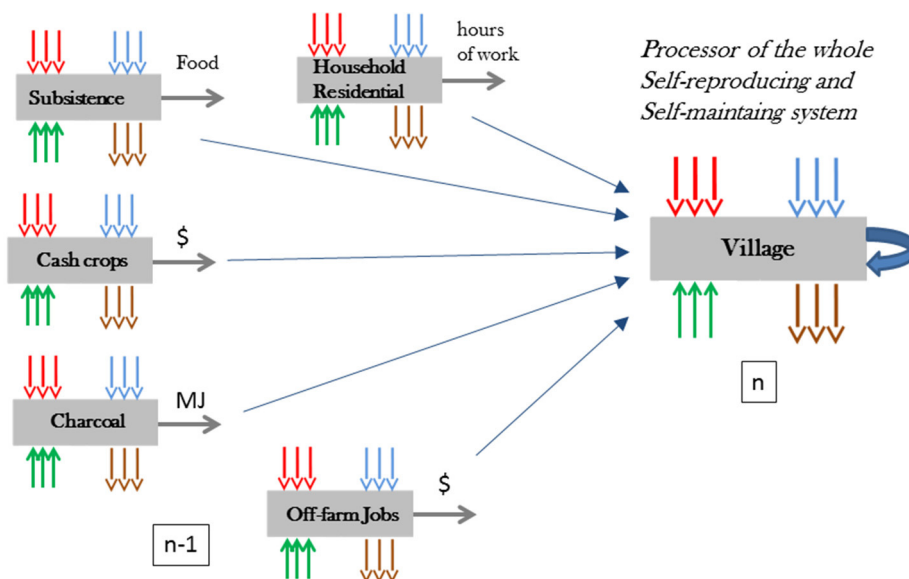 Food
Subsistence
Household
Residential
hours
of work
Processor of the whole
Self-reproducing and
Self-maintaing system
$
Cash crops
Village
MJ
Charcoal
n
$
Off-farm Jobs
n-1